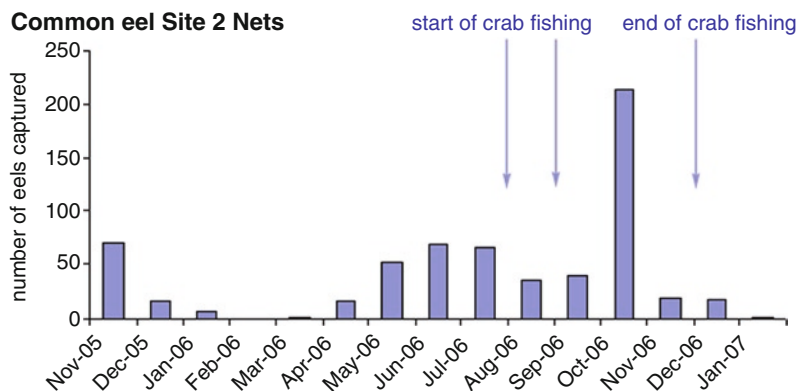 Common eel Site 2 Nets
start of crab fishing
end of crab fishing
number of eels captured
250
200
150
100
50
0
Nov-05
Dec-05
Jan-06
Feb-06
Mar-06
Apr-06
May-06
Jun-06
Jul-06
Aug-06
Sep-06
Oct-06
Nov-06
Dec-06
Jan-07